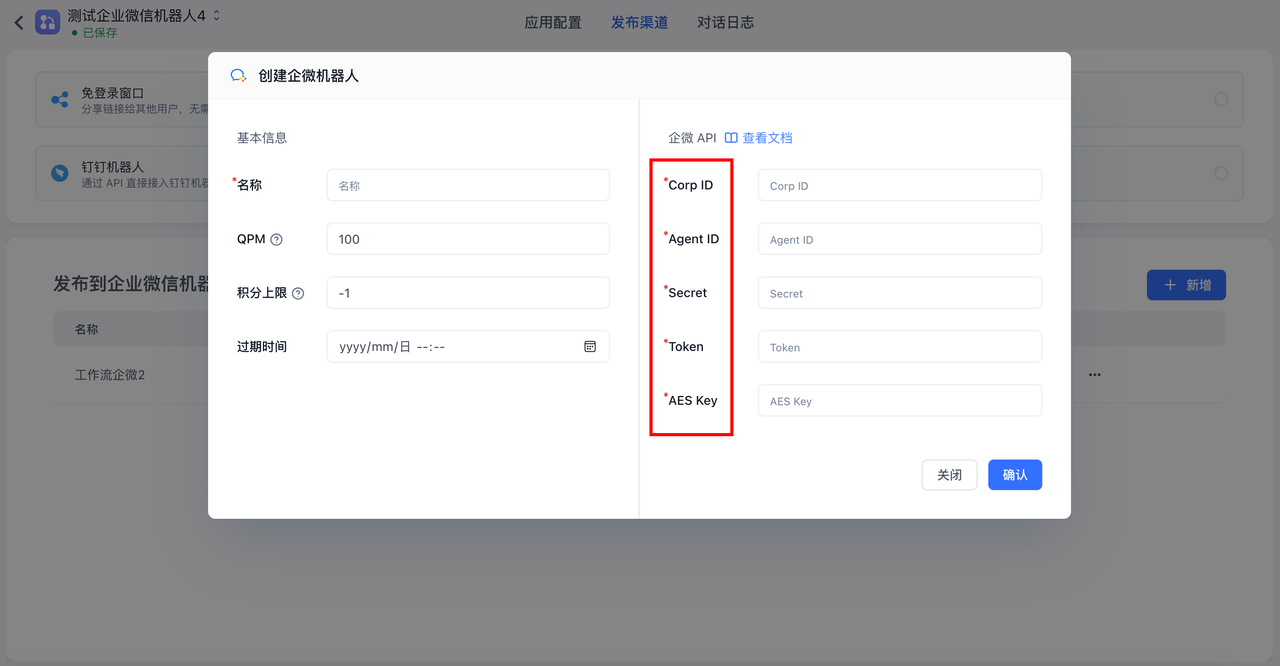 测试企业微信机器人4
已保存
应用配置
发布渠道
对话日志
免登录窗口
分享链接给其他用户，无需
钉钉机器人
通过 API 直接接入钉钉机器
发布到企业微信机器
新增
名称
工作流企微2
创建企微机器人
基本信息
*名称
名称
QPM
100
积分上限
-1
过期时间
yyyy/mm/日 --:--
企微 API 查看文档
*Corp ID
Corp ID
*Agent ID
Agent ID
*Secret
Secret
*Token
Token
*AES Key
AES Key
关闭
确认